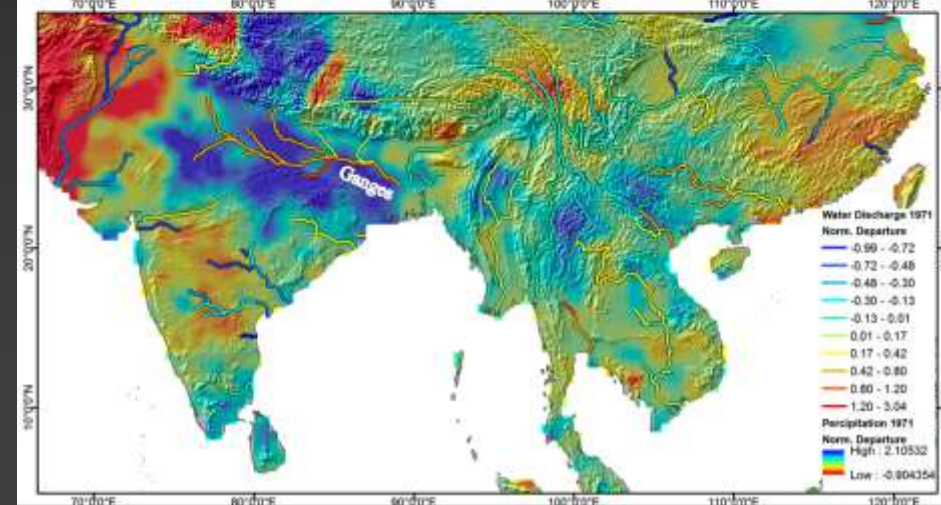 70°0'0"E 80°0'0"E 90°0'0"E 100°0'0"E 110°0'0"E 120°0'0"E
30°0'0"N
Ganges
20°0'0"N
10°0'0"N
Water Discharge 1971
Norm. Departure
-0.99 - -0.72
-0.72 - -0.48
-0.48 - -0.30
-0.30 - -0.13
-0.13 - 0.01
0.01 - 0.17
0.17 - 0.42
0.42 - 0.80
0.80 - 1.20
1.20 - 3.04
Percipitation 1971
Norm. Departure
High : 2.10532
Low : -0.904354
70°0'0"E 80°0'0"E 90°0'0"E 100°0'0"E 110°0'0"E 120°0'0"E